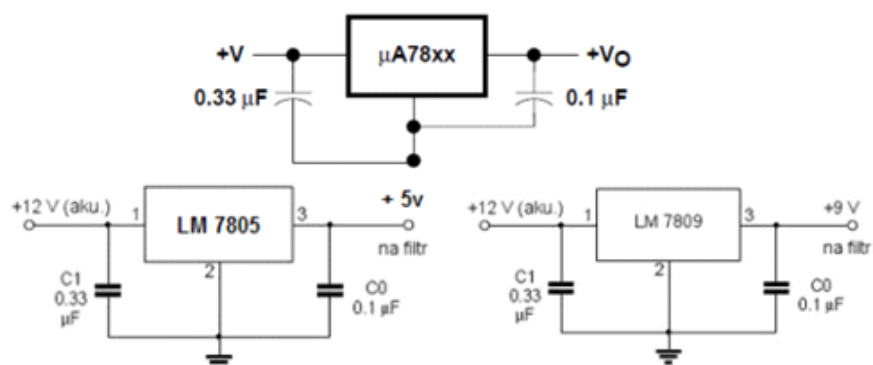 +V
μA78xx
+VO
0.33 μF
0.1 μF
+12 V (aku.)
1
LM 7805
3
+ 5v
na filtr
2
C1
0.33
μF
C0
0.1 μF
+12 V (aku.)
1
LM 7809
3
+9 V
na filtr
2
C1
0.33
μF
C0
0.1 μF